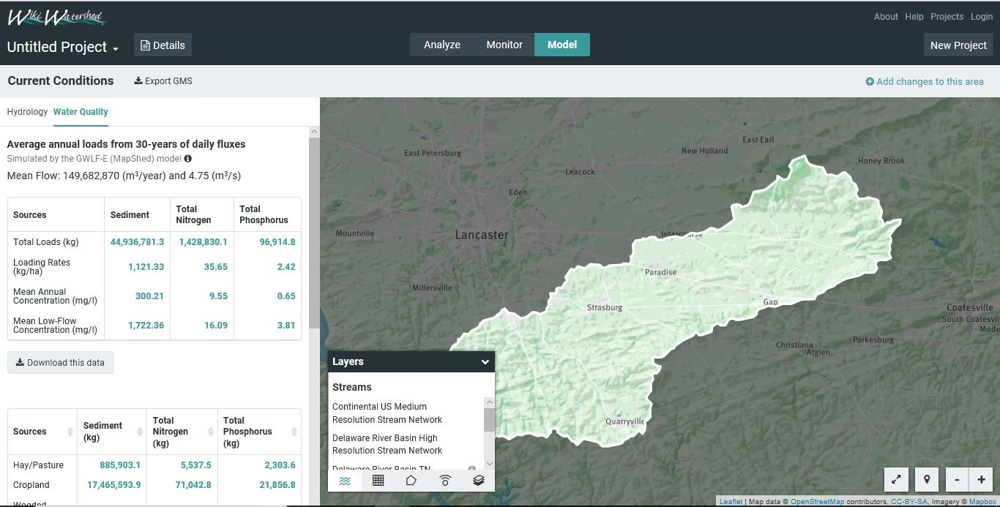 WikiWatershed
About Help Projects Login
Untitled Project
Details
Analyze Monitor Model
New Project
Current Conditions
Export GMS
Add changes to this area
Hydrology Water Quality
Average annual loads from 30-years of daily fluxes
Simulated by the GWLF-E (MapShed) model
Mean Flow: 149,682,870 (m³/year) and 4.75 (m³/s)
Sources Sediment Total Nitrogen Total Phosphorus
Total Loads (kg) 44,936,781.3 1,428,830.1 96,914.8
Loading Rates (kg/ha) 1,121.33 35.65 2.42
Mean Annual Concentration (mg/l) 300.21 9.55 0.65
Mean Low-Flow Concentration (mg/l) 1,722.36 16.09 3.81
Download this data
Sources Sediment (kg) Total Nitrogen (kg) Total Phosphorus (kg)
Hay/Pasture 885,903.1 5,537.5 2,303.6
Cropland 17,465,593.9 71,042.8 21,856.8
Wooded
East Earl
New Holland
East Petersburg
Honey Brook
Leacock
Eden
Mountville
Lancaster
Intercourse
Paradise
Millersville
Gap
Strasburg
Coatesville
South Coatesvil
Mode
Parkesburg
Christiana
Atglen
Quarryville
Layers
Streams
Continental US Medium
Resolution Stream Network
Delaware River Basin High
Resolution Stream Network
Delaware River Basin TN
- +
Leaflet | Map data © OpenStreetMap contributors, CC-BY-SA, Imagery © Mapbox